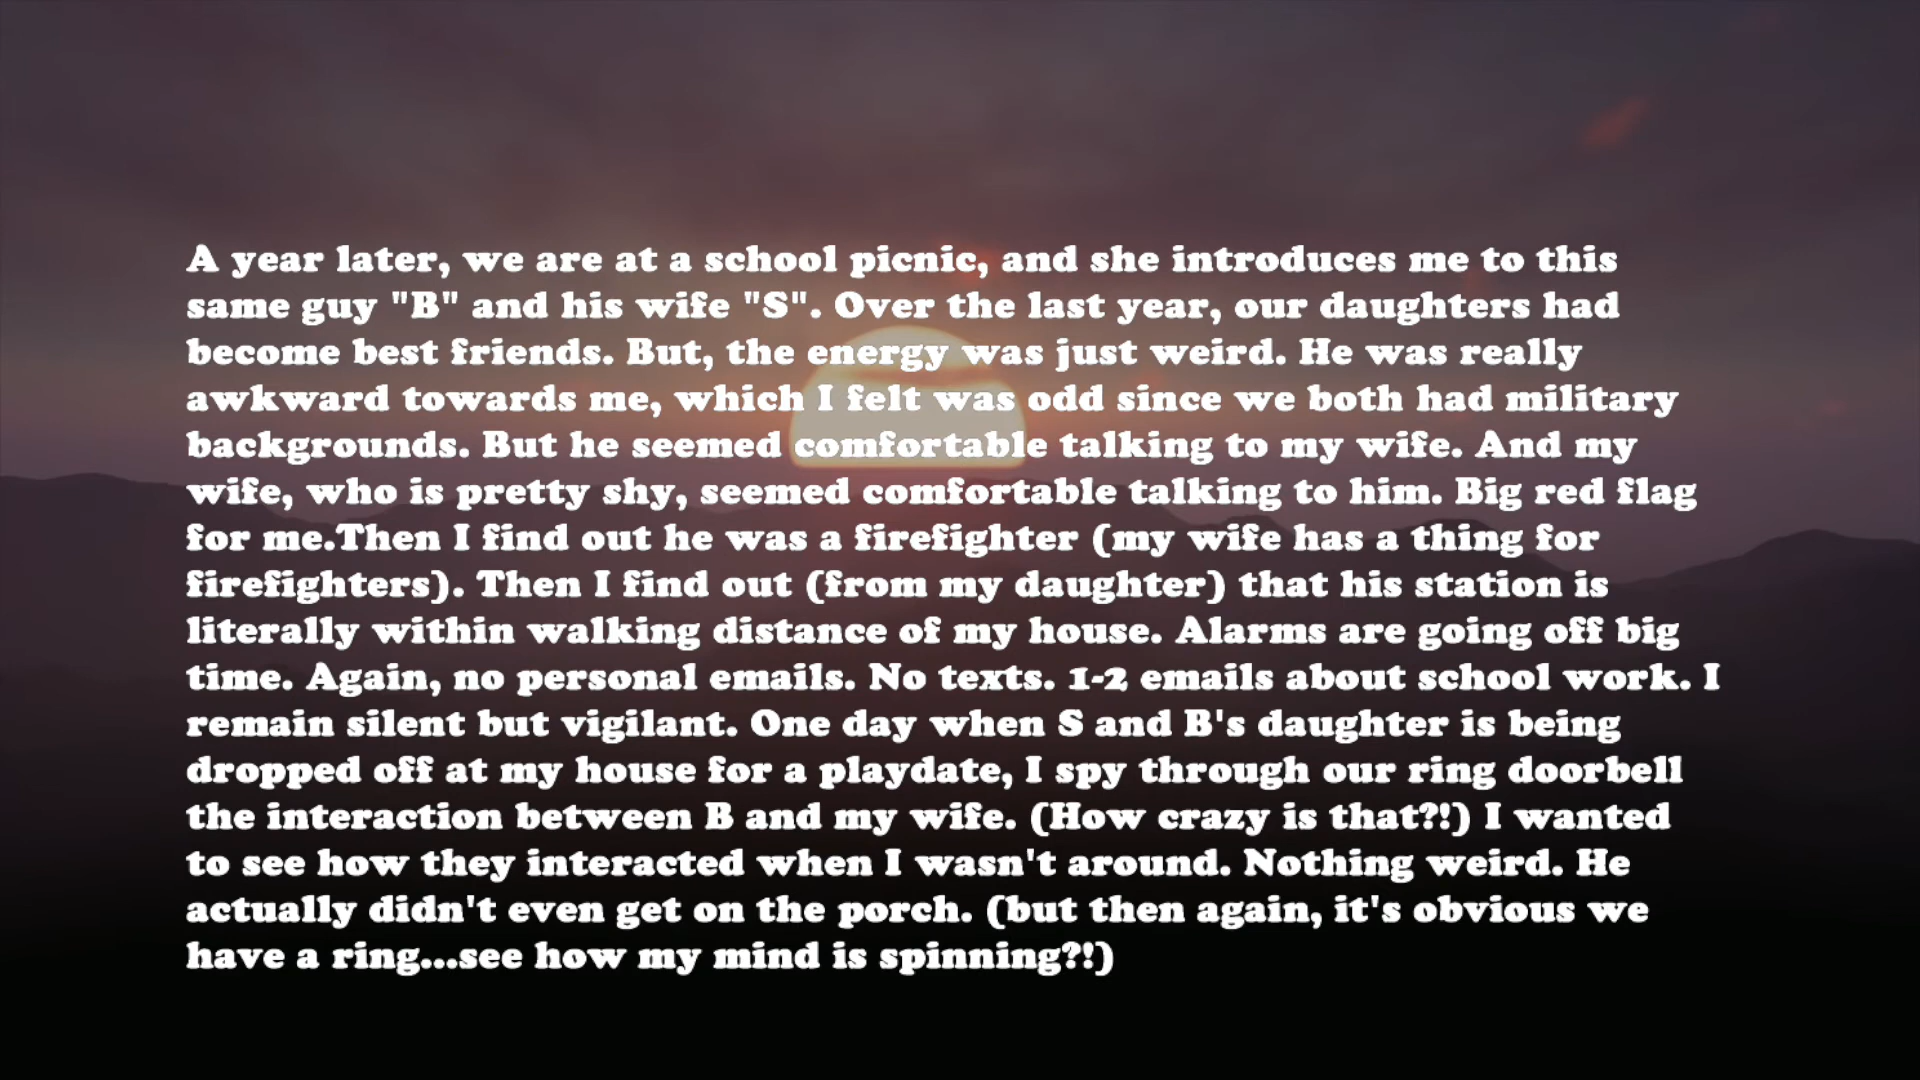 A year later, we are at a school picnic, and she introduces me to this
same guy "B" and his wife "S". Over the last year, our daughters had
become best friends. But, the energy was just weird. He was really
awkward towards me, which I felt was odd since we both had military
backgrounds. But he seemed comfortable talking to my wife. And my
wife, who is pretty shy, seemed comfortable talking to him. Big red flag
for me.Then I find out he was a firefighter (my wife has a thing for
firefighters). Then I find out (from my daughter) that his station is
literally within walking distance of my house. Alarms are going off big
time. Again, no personal emails. No texts. 1-2 emails about school work. I
remain silent but vigilant. One day when S and B's daughter is being
dropped off at my house for a playdate, I spy through our ring doorbell
the interaction between B and my wife. (How crazy is that?!) I wanted
to see how they interacted when I wasn't around. Nothing weird. He
actually didn't even get on the porch. (but then again, it's obvious we
have a ring...see how my mind is spinning?!)